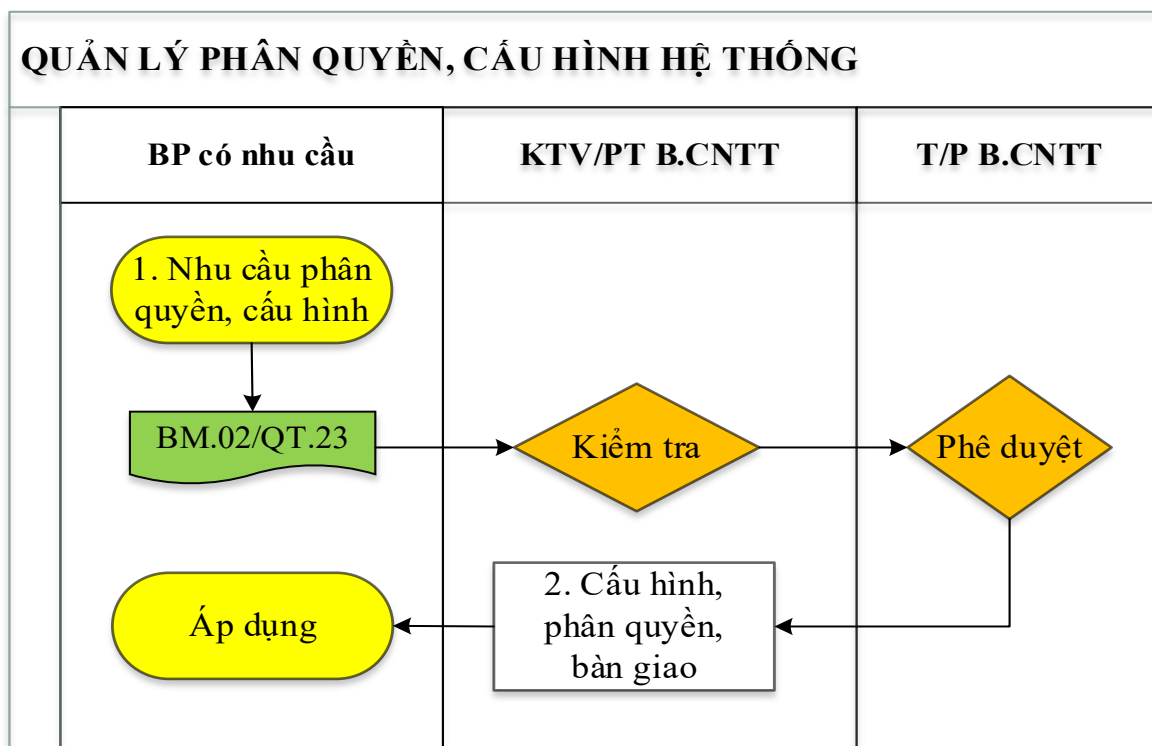 QUẢN LÝ PHÂN QUYỀN, CẤU HÌNH HỆ THỐNG
BP có nhu cầu
KTV/PT B.CNTT
T/P B.CNTT
1. Nhu cầu phân
quyền, cấu hình
BM.02/QT.23
Kiểm tra
Phê duyệt
Áp dụng
2. Cấu hình,
phân quyền,
bàn giao